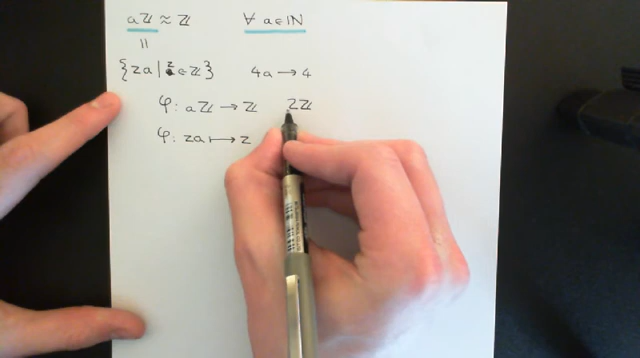 aℤ ≈ ℤ ∀ a ∈ ℕ
॥
{za | z ∈ ℤ} 4a → 4
φ: aℤ → ℤ 2ℤ
φ: za ↦ z